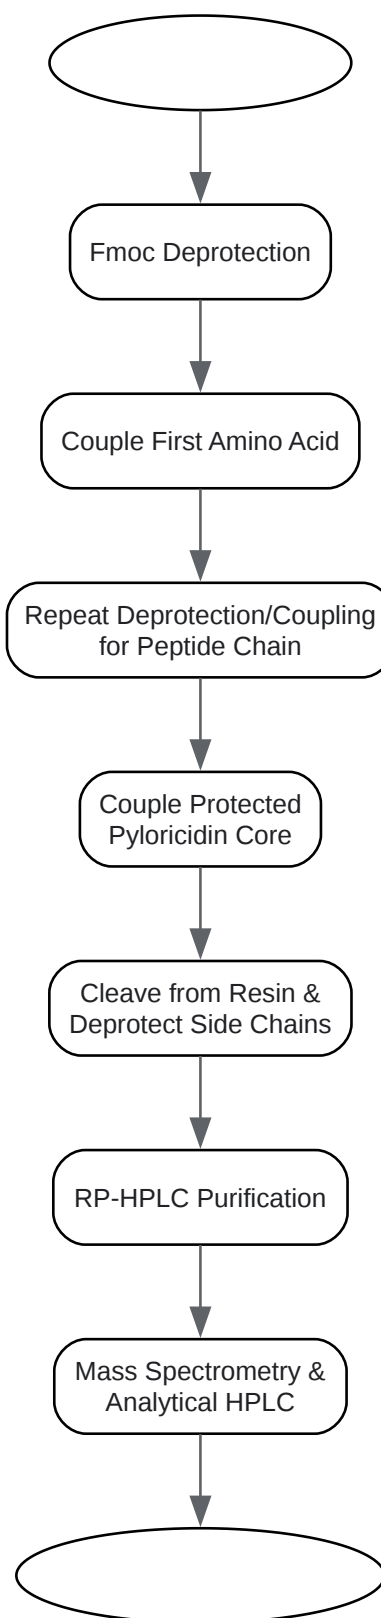 Fmoc Deprotection
Couple First Amino Acid
Repeat Deprotection/Coupling
for Peptide Chain
Couple Protected
Pyloricidin Core
Cleave from Resin &
Deprotect Side Chains
RP-HPLC Purification
Mass Spectrometry &
Analytical HPLC